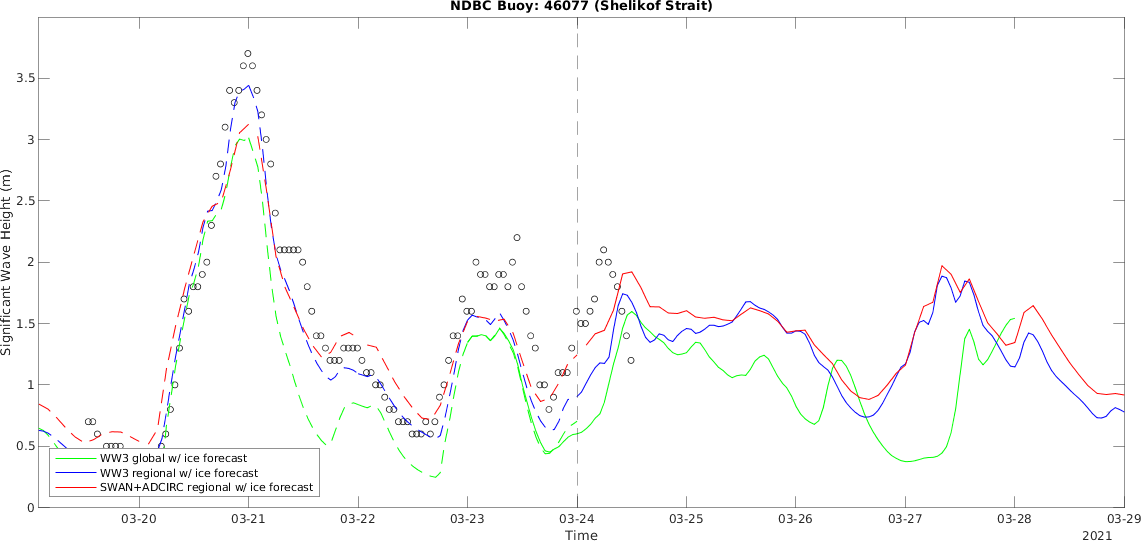 NDBC Buoy: 46077 (Shelikof Strait)
Significant Wave Height (m)
3.5
3
2.5
2
1.5
1
0.5
0
WW3 global w/ ice forecast
WW3 regional w/ ice forecast
SWAN+ADCIRC regional w/ ice forecast
03-20 03-21 03-22 03-23 03-24 03-25 03-26 03-27 03-28 03-29
Time
2021